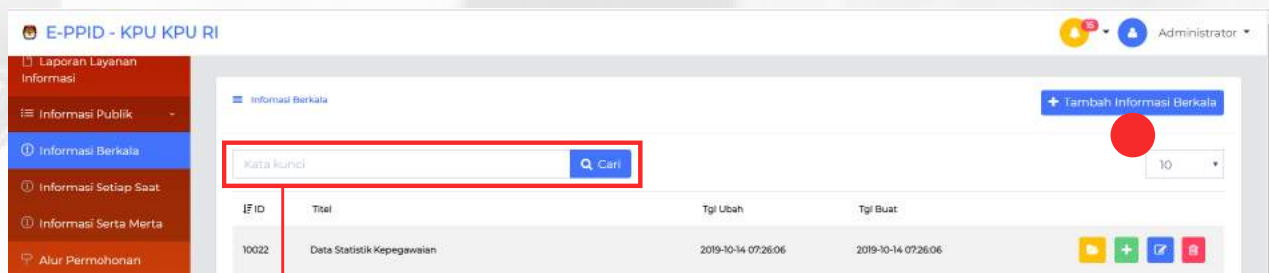 E-PPID - KPU KPU RI
15
Administrator
Laporan Layanan
Informasi
Infomasi Berkala
+ Tambah Informasi Berkala
Informasi Publik
Informasi Berkala
Kata kunci
Cari
10
Informasi Setiap Saat
ID Titel Tgl Ubah Tgl Buat
Informasi Serta Merta
10022 Data Statistik Kepegawaian 2019-10-14 07:26:06 2019-10-14 07:26:06
Alur Permohonan